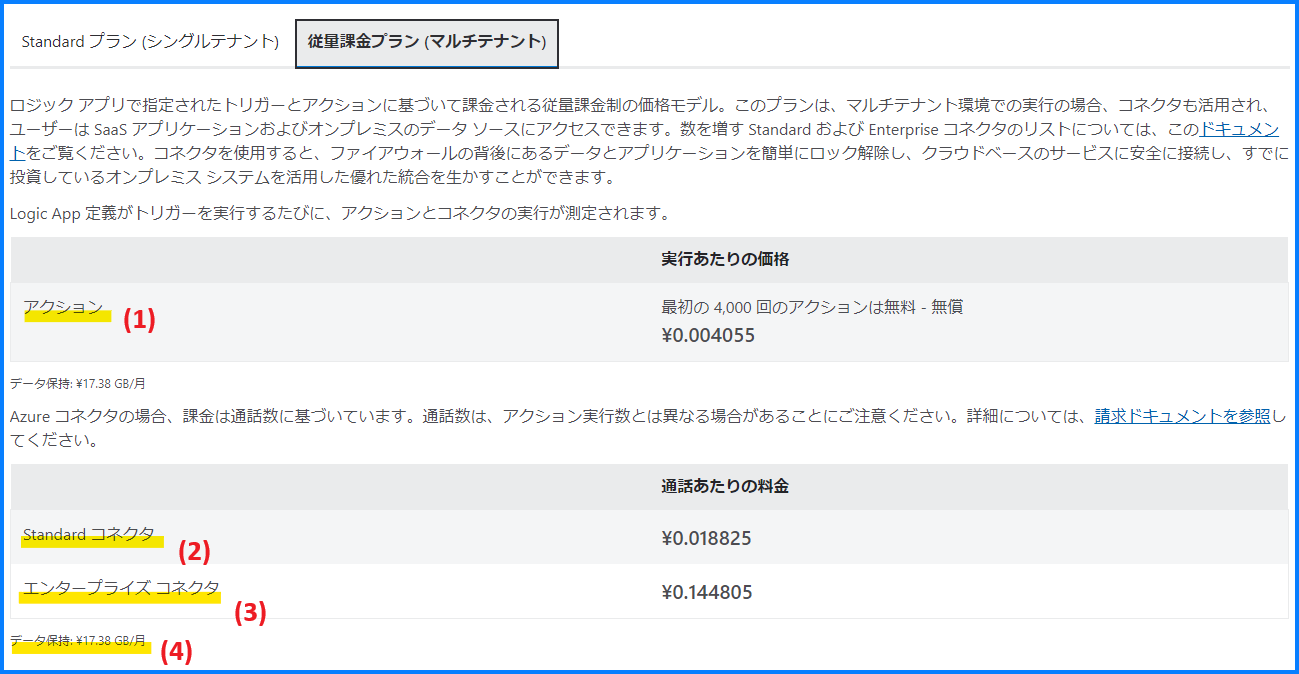 Standard プラン (シングルテナント) 従量課金プラン (マルチテナント)
ロジック アプリで指定されたトリガーとアクションに基づいて課金される従量課金制の価格モデル。このプランは、マルチテナント環境での実行の場合、コネクタも活用され、
ユーザーは SaaS アプリケーションおよびオンプレミスのデータ ソースにアクセスできます。数を増す Standard および Enterprise コネクタのリストについては、このドキュメン
トをご覧ください。コネクタを使用すると、ファイアウォールの背後にあるデータとアプリケーションを簡単にロック解除し、クラウドベースのサービスに安全に接続し、すでに
投資しているオンプレミス システムを活用した優れた統合を生かすことができます。
Logic App 定義がトリガーを実行するたびに、アクションとコネクタの実行が測定されます。
実行あたりの価格
アクション (1) 最初の 4,000 回のアクションは無料 - 無償
¥0.004055
データ保持: ¥17.38 GB/月
Azure コネクタの場合、課金は通話数に基づいています。通話数は、アクション実行数とは異なる場合があることにご注意ください。詳細については、請求ドキュメントを参照し
てください。
通話あたりの料金
Standard コネクタ (2) ¥0.018825
エンタープライズ コネクタ (3) ¥0.144805
データ保持: ¥17.38 GB/月 (4)